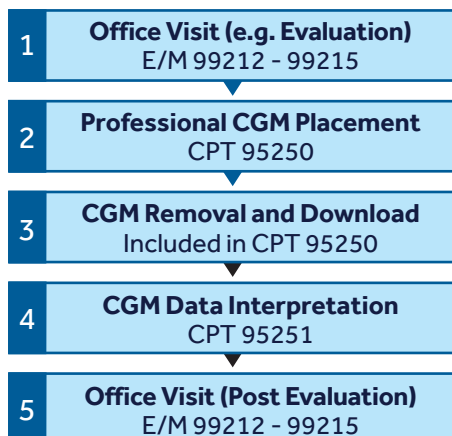 1
Office Visit (e.g. Evaluation)
E/M 99212 - 99215
2
Professional CGM Placement
CPT 95250
3
CGM Removal and Download
Included in CPT 95250
4
CGM Data Interpretation
CPT 95251
5
Office Visit (Post Evaluation)
E/M 99212 - 99215